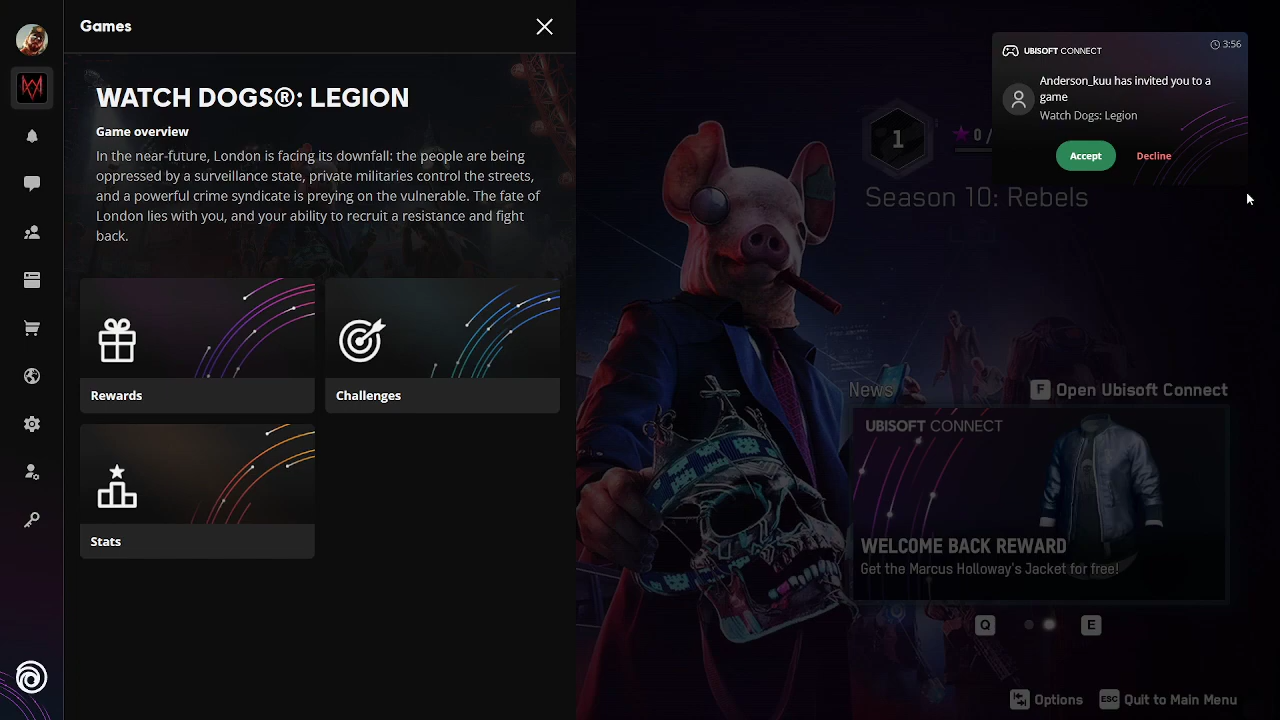 Games
WATCH DOGS®: LEGION
Game overview
In the near-future, London is facing its downfall: the people are being
oppressed by a surveillance state, private militaries control the streets,
and a powerful crime syndicate is preying on the vulnerable. The fate of
London lies with you, and your ability to recruit a resistance and fight
back.
Rewards
Challenges
Stats
UBISOFT CONNECT
3:56
Anderson_kuu has invited you to a
game
Watch Dogs: Legion
Accept
Decline
1
0 /
Season 10: Rebels
News
F Open Ubisoft Connect
UBISOFT CONNECT
WELCOME BACK REWARD
Get the Marcus Holloway's Jacket for free!
Q
E
Options
ESC Quit to Main Menu